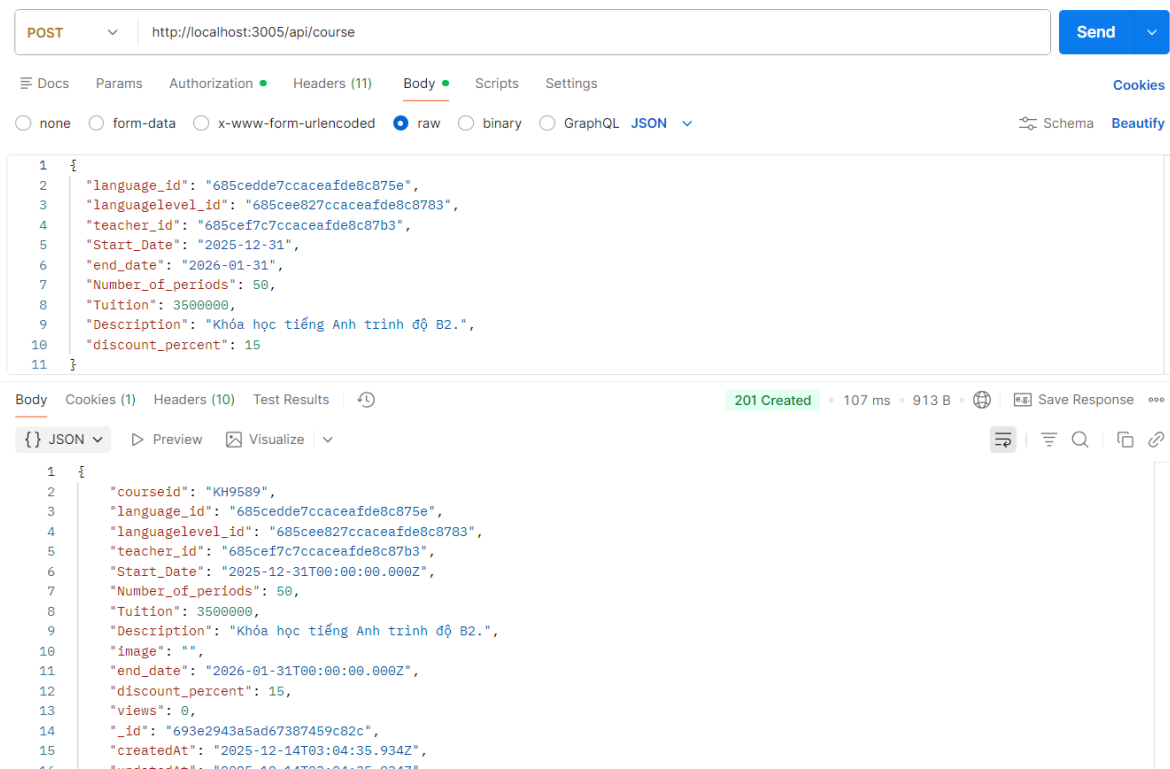 POST http://localhost:3005/api/course Send
Docs Params Authorization Headers (11) Body Scripts Settings Cookies
none form-data x-www-form-urlencoded raw binary GraphQL JSON Schema Beautify
1 {
2 "language_id": "685cedde7ccaceafde8c875e",
3 "languagelevel_id": "685cee827ccaceafde8c8783",
4 "teacher_id": "685cef7c7ccaceafde8c87b3",
5 "Start_Date": "2025-12-31",
6 "end_date": "2026-01-31",
7 "Number_of_periods": 50,
8 "Tuition": 3500000,
9 "Description": "Khóa học tiếng Anh trình độ B2.",
10 "discount_percent": 15
11 }
Body Cookies (1) Headers (10) Test Results 201 Created 107 ms 913 B e.g. Save Response
{} JSON Preview Visualize
1 {
2 "courseid": "KH9589",
3 "language_id": "685cedde7ccaceafde8c875e",
4 "languagelevel_id": "685cee827ccaceafde8c8783",
5 "teacher_id": "685cef7c7ccaceafde8c87b3",
6 "Start_Date": "2025-12-31T00:00:00.000Z",
7 "Number_of_periods": 50,
8 "Tuition": 3500000,
9 "Description": "Khóa học tiếng Anh trình độ B2.",
10 "image": "",
11 "end_date": "2026-01-31T00:00:00.000Z",
12 "discount_percent": 15,
13 "views": 0,
14 "_id": "693e2943a5ad67387459c82c",
15 "createdAt": "2025-12-14T03:04:35.934Z",